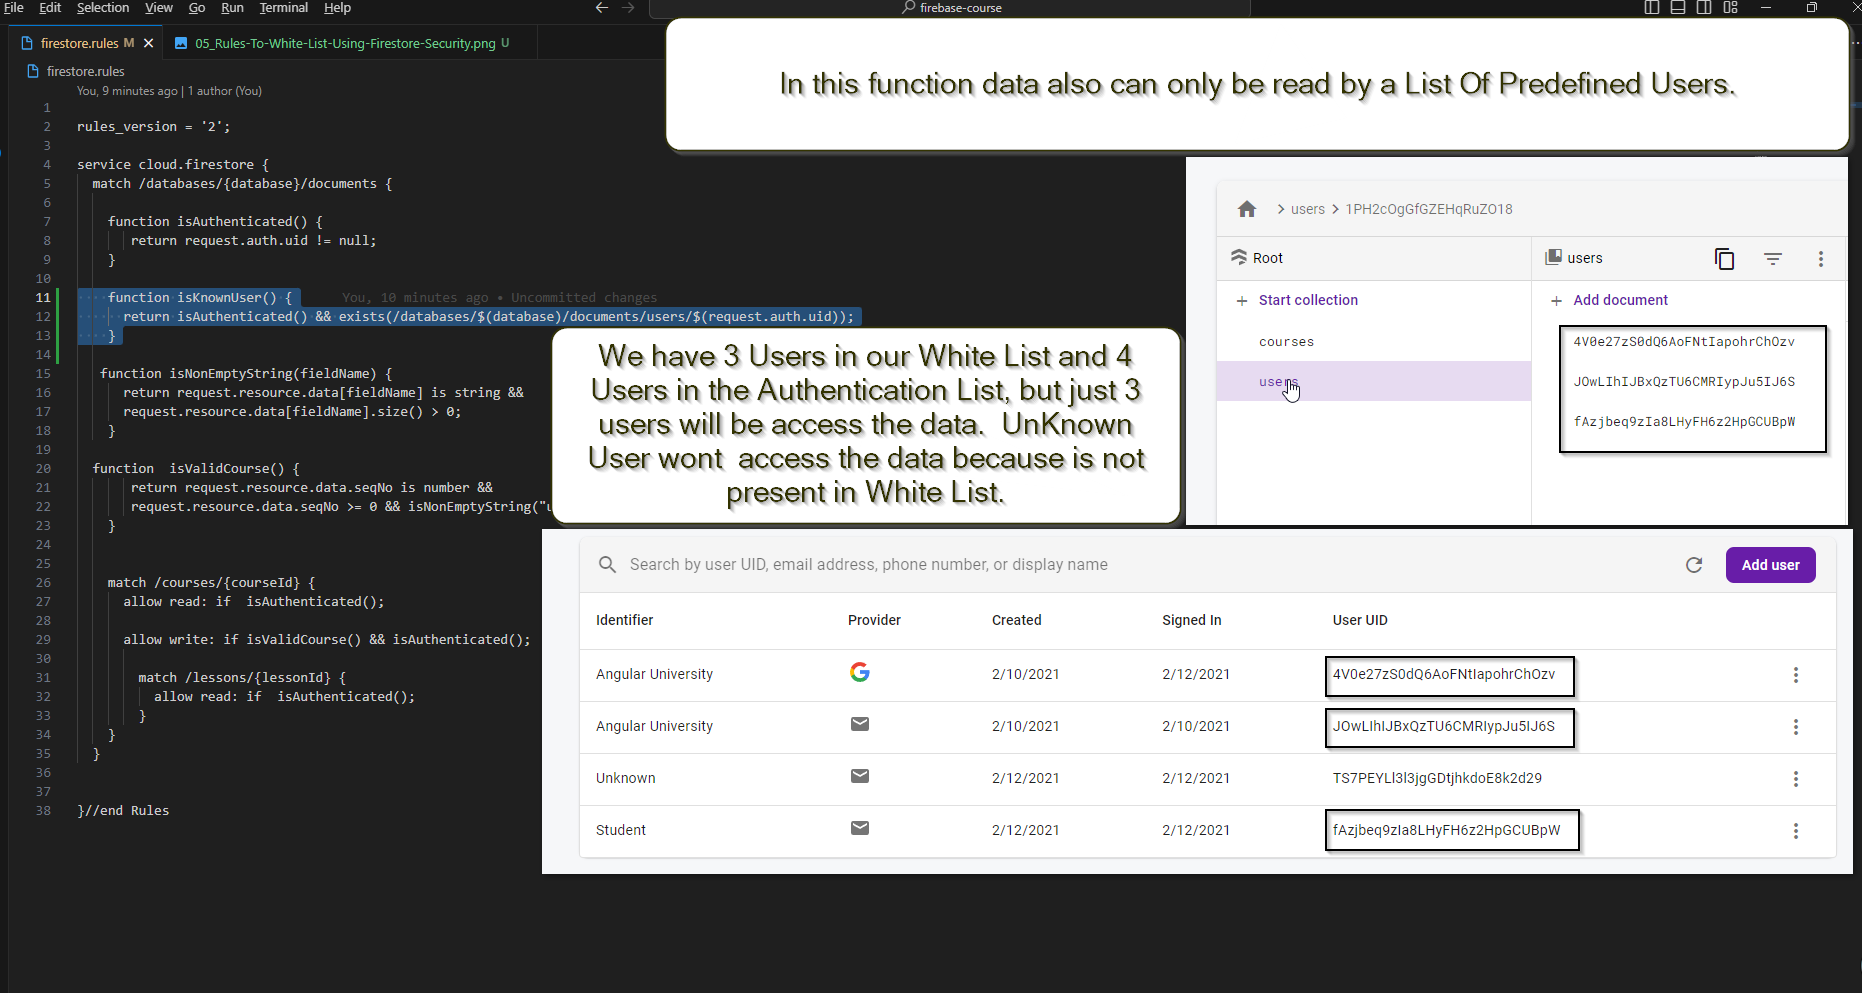 File Edit Selection View Go Run Terminal Help
firebase-course
firestore.rules M
05_Rules-To-White-List-Using-Firestore-Security.png U
firestore.rules
You, 9 minutes ago | 1 author (You)
1
2 rules_version = '2';
3
4 service cloud.firestore {
5 match /databases/{database}/documents {
6
7 function isAuthenticated() {
8 return request.auth.uid != null;
9 }
10
11 function isKnownUser() { You, 10 minutes ago • Uncommitted changes
12 return isAuthenticated() && exists(/databases/$(database)/documents/users/$(request.auth.uid));
13 }
14
15 function isNonEmptyString(fieldName) {
16 return request.resource.data[fieldName] is string &&
17 request.resource.data[fieldName].size() > 0;
18 }
19
20 function isValidCourse() {
21 return request.resource.data.seqNo is number &&
22 request.resource.data.seqNo >= 0 && isNonEmptyString("u
23 }
24
25
26 match /courses/{courseId} {
27 allow read: if isAuthenticated();
28
29 allow write: if isValidCourse() && isAuthenticated();
30
31 match /lessons/{lessonId} {
32 allow read: if isAuthenticated();
33 }
34 }
35 }
36
37
38 }//end Rules
In this function data also can only be read by a List Of Predefined Users.
users > 1PH2cOgGfGZEHqRuZO18
Root
users
Start collection
Add document
courses
users
4V0e27zS0dQ6AoFNtIapohrChOzv
JOwLIhIJBxQzTU6CMRIypJu5IJ6S
fAzjbeq9zIa8LHyFH6z2HpGCUBpW
We have 3 Users in our White List and 4
Users in the Authentication List, but just 3
users will be access the data. UnKnown
User wont access the data because is not
present in White List.
Search by user UID, email address, phone number, or display name
Add user
Identifier Provider Created Signed In User UID
Angular University 2/10/2021 2/12/2021 4V0e27zS0dQ6AoFNtIapohrChOzv
Angular University 2/10/2021 2/10/2021 JOwLIhIJBxQzTU6CMRIypJu5IJ6S
Unknown 2/12/2021 2/12/2021 TS7PEYLl3l3jgGDtjhkdoE8k2d29
Student 2/12/2021 2/12/2021 fAzjbeq9zIa8LHyFH6z2HpGCUBpW